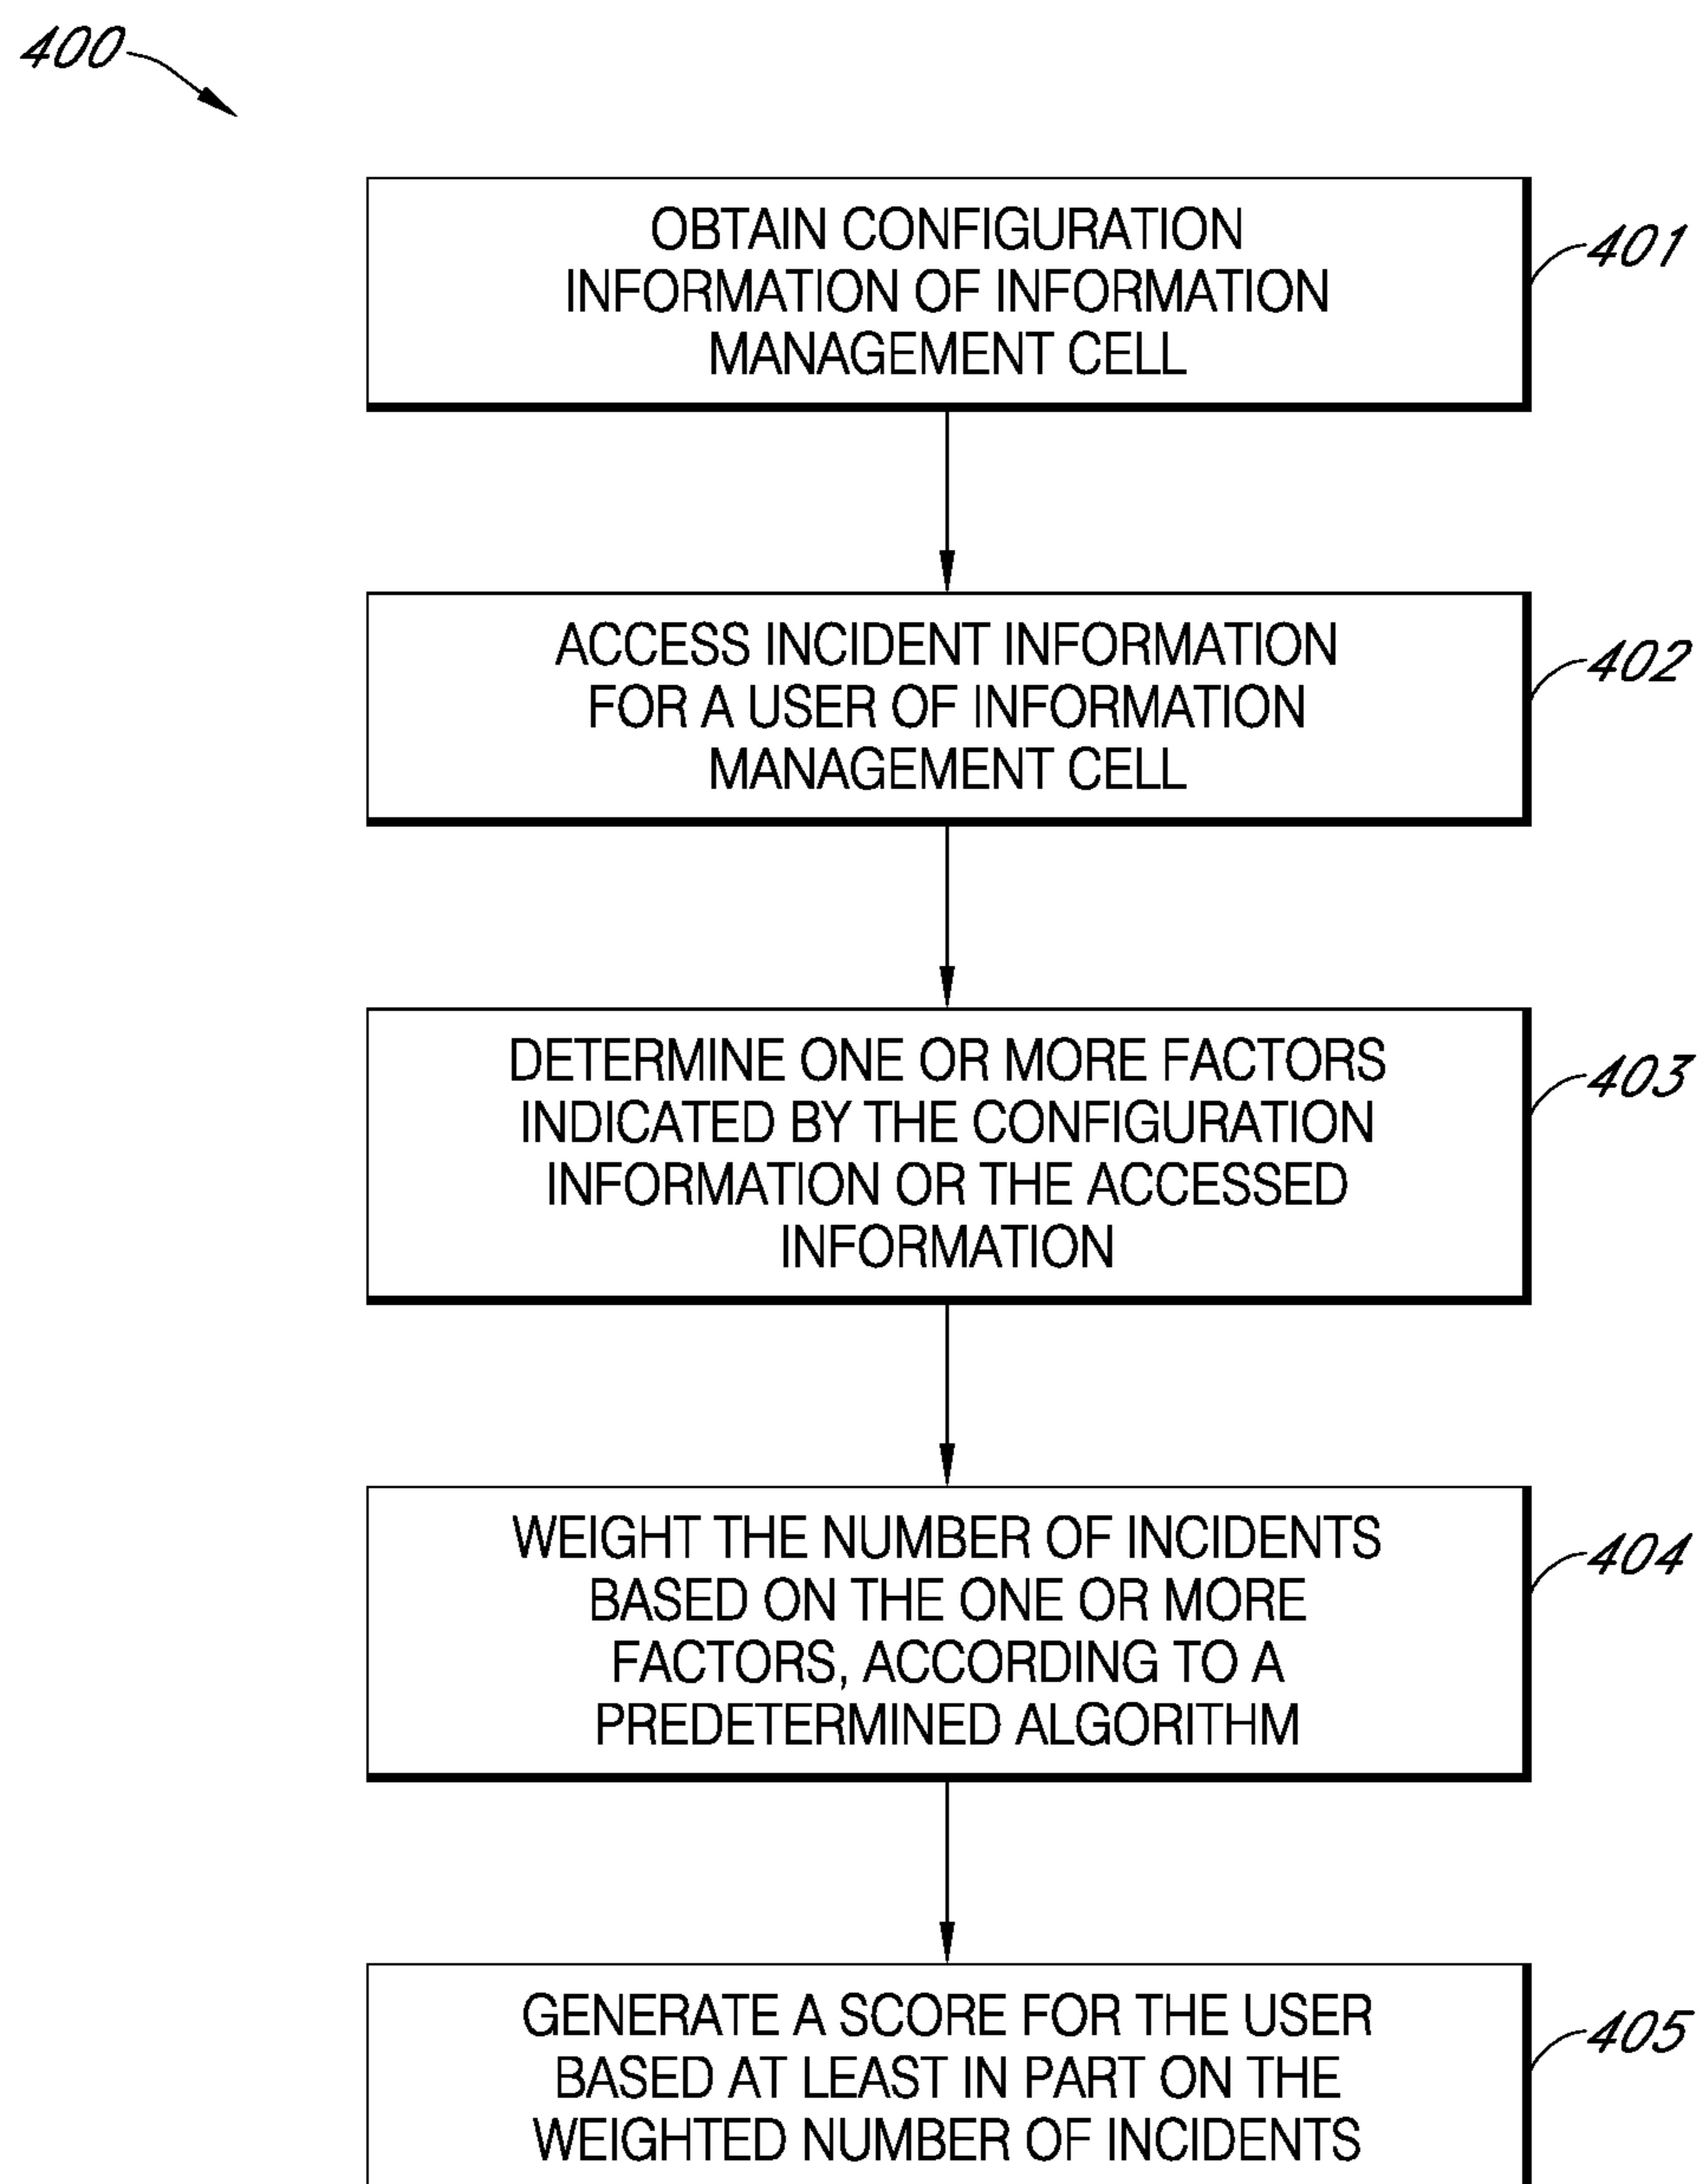 400
OBTAIN CONFIGURATION
INFORMATION OF INFORMATION
MANAGEMENT CELL
401
ACCESS INCIDENT INFORMATION
FOR A USER OF INFORMATION
MANAGEMENT CELL
402
DETERMINE ONE OR MORE FACTORS
INDICATED BY THE CONFIGURATION
INFORMATION OR THE ACCESSED
INFORMATION
403
WEIGHT THE NUMBER OF INCIDENTS
BASED ON THE ONE OR MORE
FACTORS, ACCORDING TO A
PREDETERMINED ALGORITHM
404
GENERATE A SCORE FOR THE USER
BASED AT LEAST IN PART ON THE
WEIGHTED NUMBER OF INCIDENTS
405